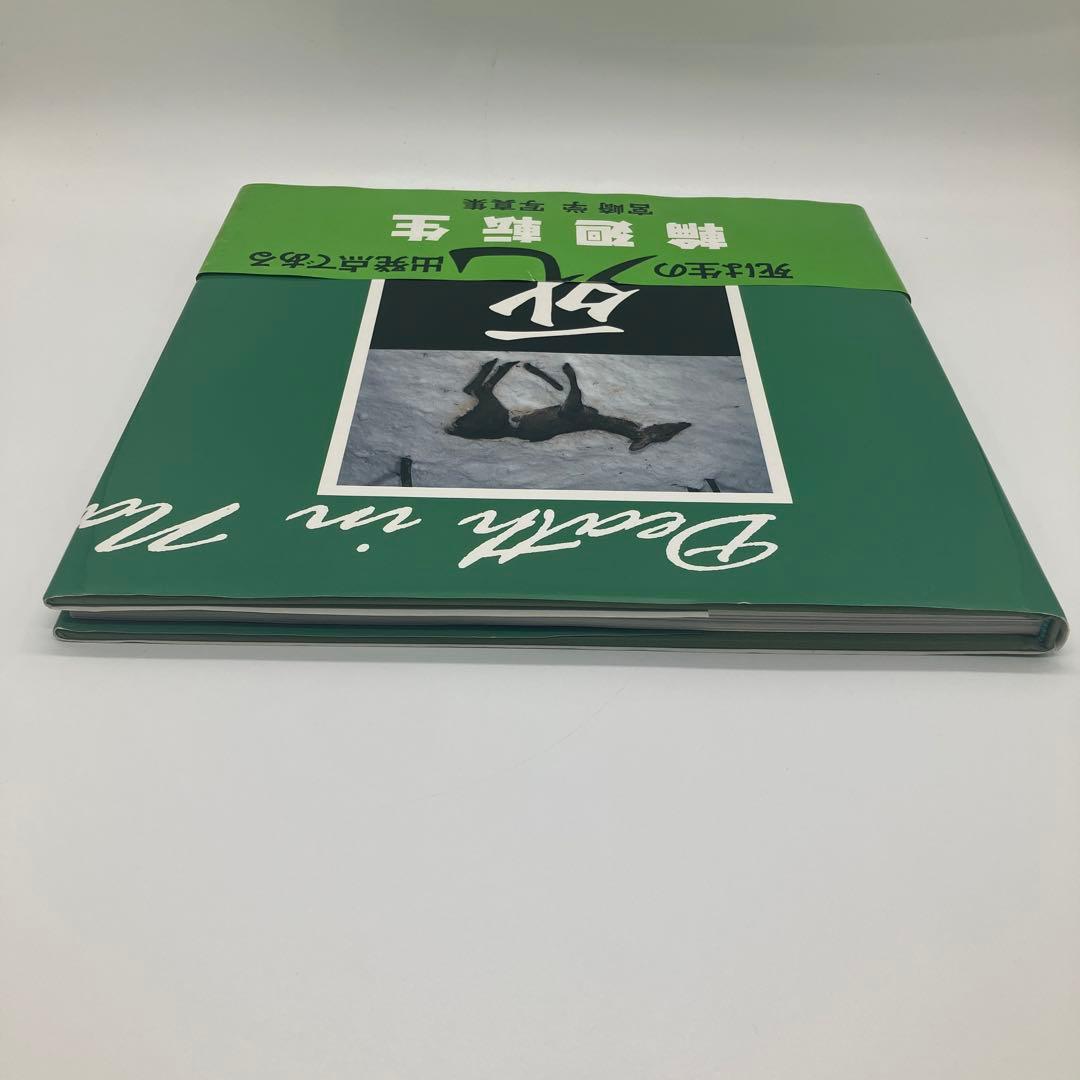 Death in Na
死
死は生の出発点である
輪廻転生
宮崎 学 写真集